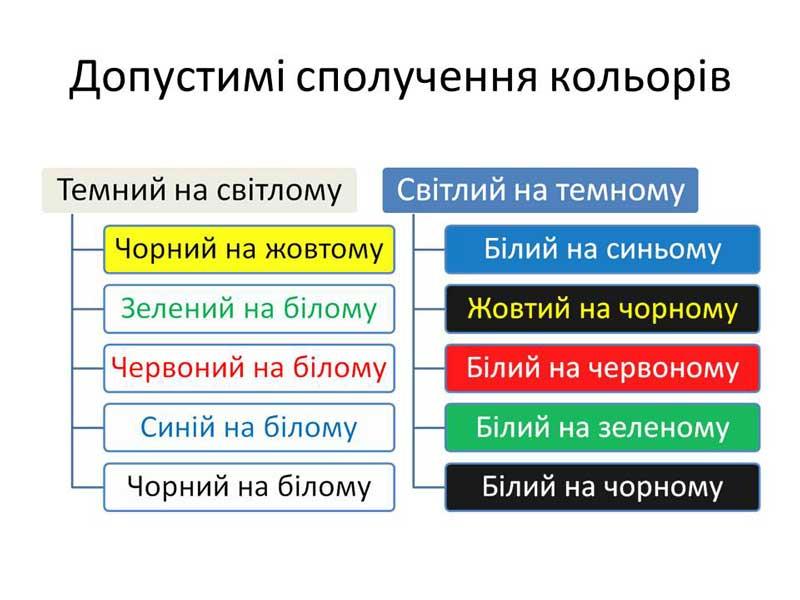 Допустимі сполучення кольорів
Темний на світлому
Чорний на жовтому
Зелений на білому
Червоний на білому
Синій на білому
Чорний на білому
Світлий на темному
Білий на синьому
Жовтий на чорному
Білий на червоному
Білий на зеленому
Білий на чорному